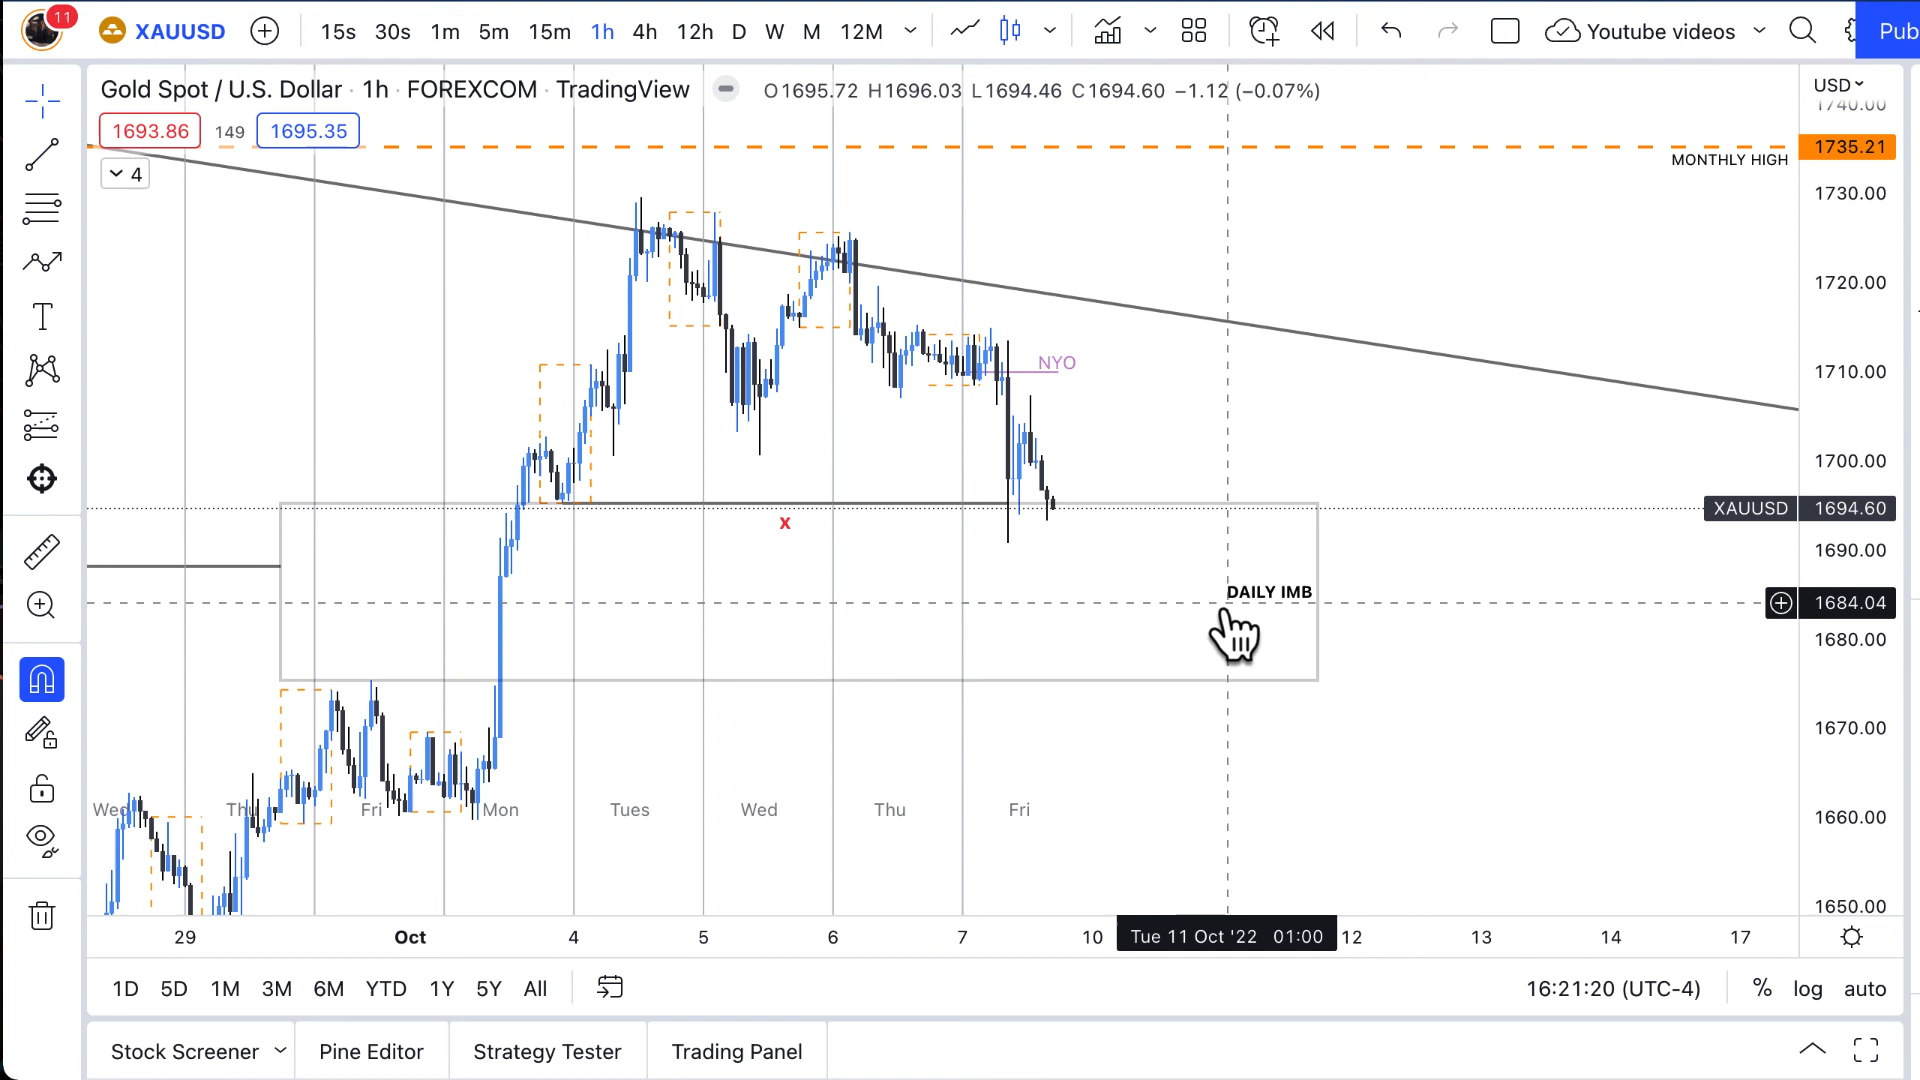 11
XAUUSD
15s 30s 1m 5m 15m 1h 4h 12h D W M 12M
Youtube videos
Pub
Gold Spot / U.S. Dollar · 1h · FOREXCOM · TradingView
O1695.72 H1696.03 L1694.46 C1694.60 −1.12 (−0.07%)
USD
1740.00
1693.86 149 1695.35
1735.21
MONTHLY HIGH
4
1730.00
1720.00
NYO
1710.00
1700.00
XAUUSD 1694.60
X
1690.00
DAILY IMB
1684.04
1680.00
1670.00
Wed Thu Fri Mon Tues Wed Thu Fri
1660.00
1650.00
29 Oct 4 5 6 7 10 Tue 11 Oct '22 01:00 12 13 14 17
1D 5D 1M 3M 6M YTD 1Y 5Y All
16:21:20 (UTC-4) % log auto
Stock Screener Pine Editor Strategy Tester Trading Panel